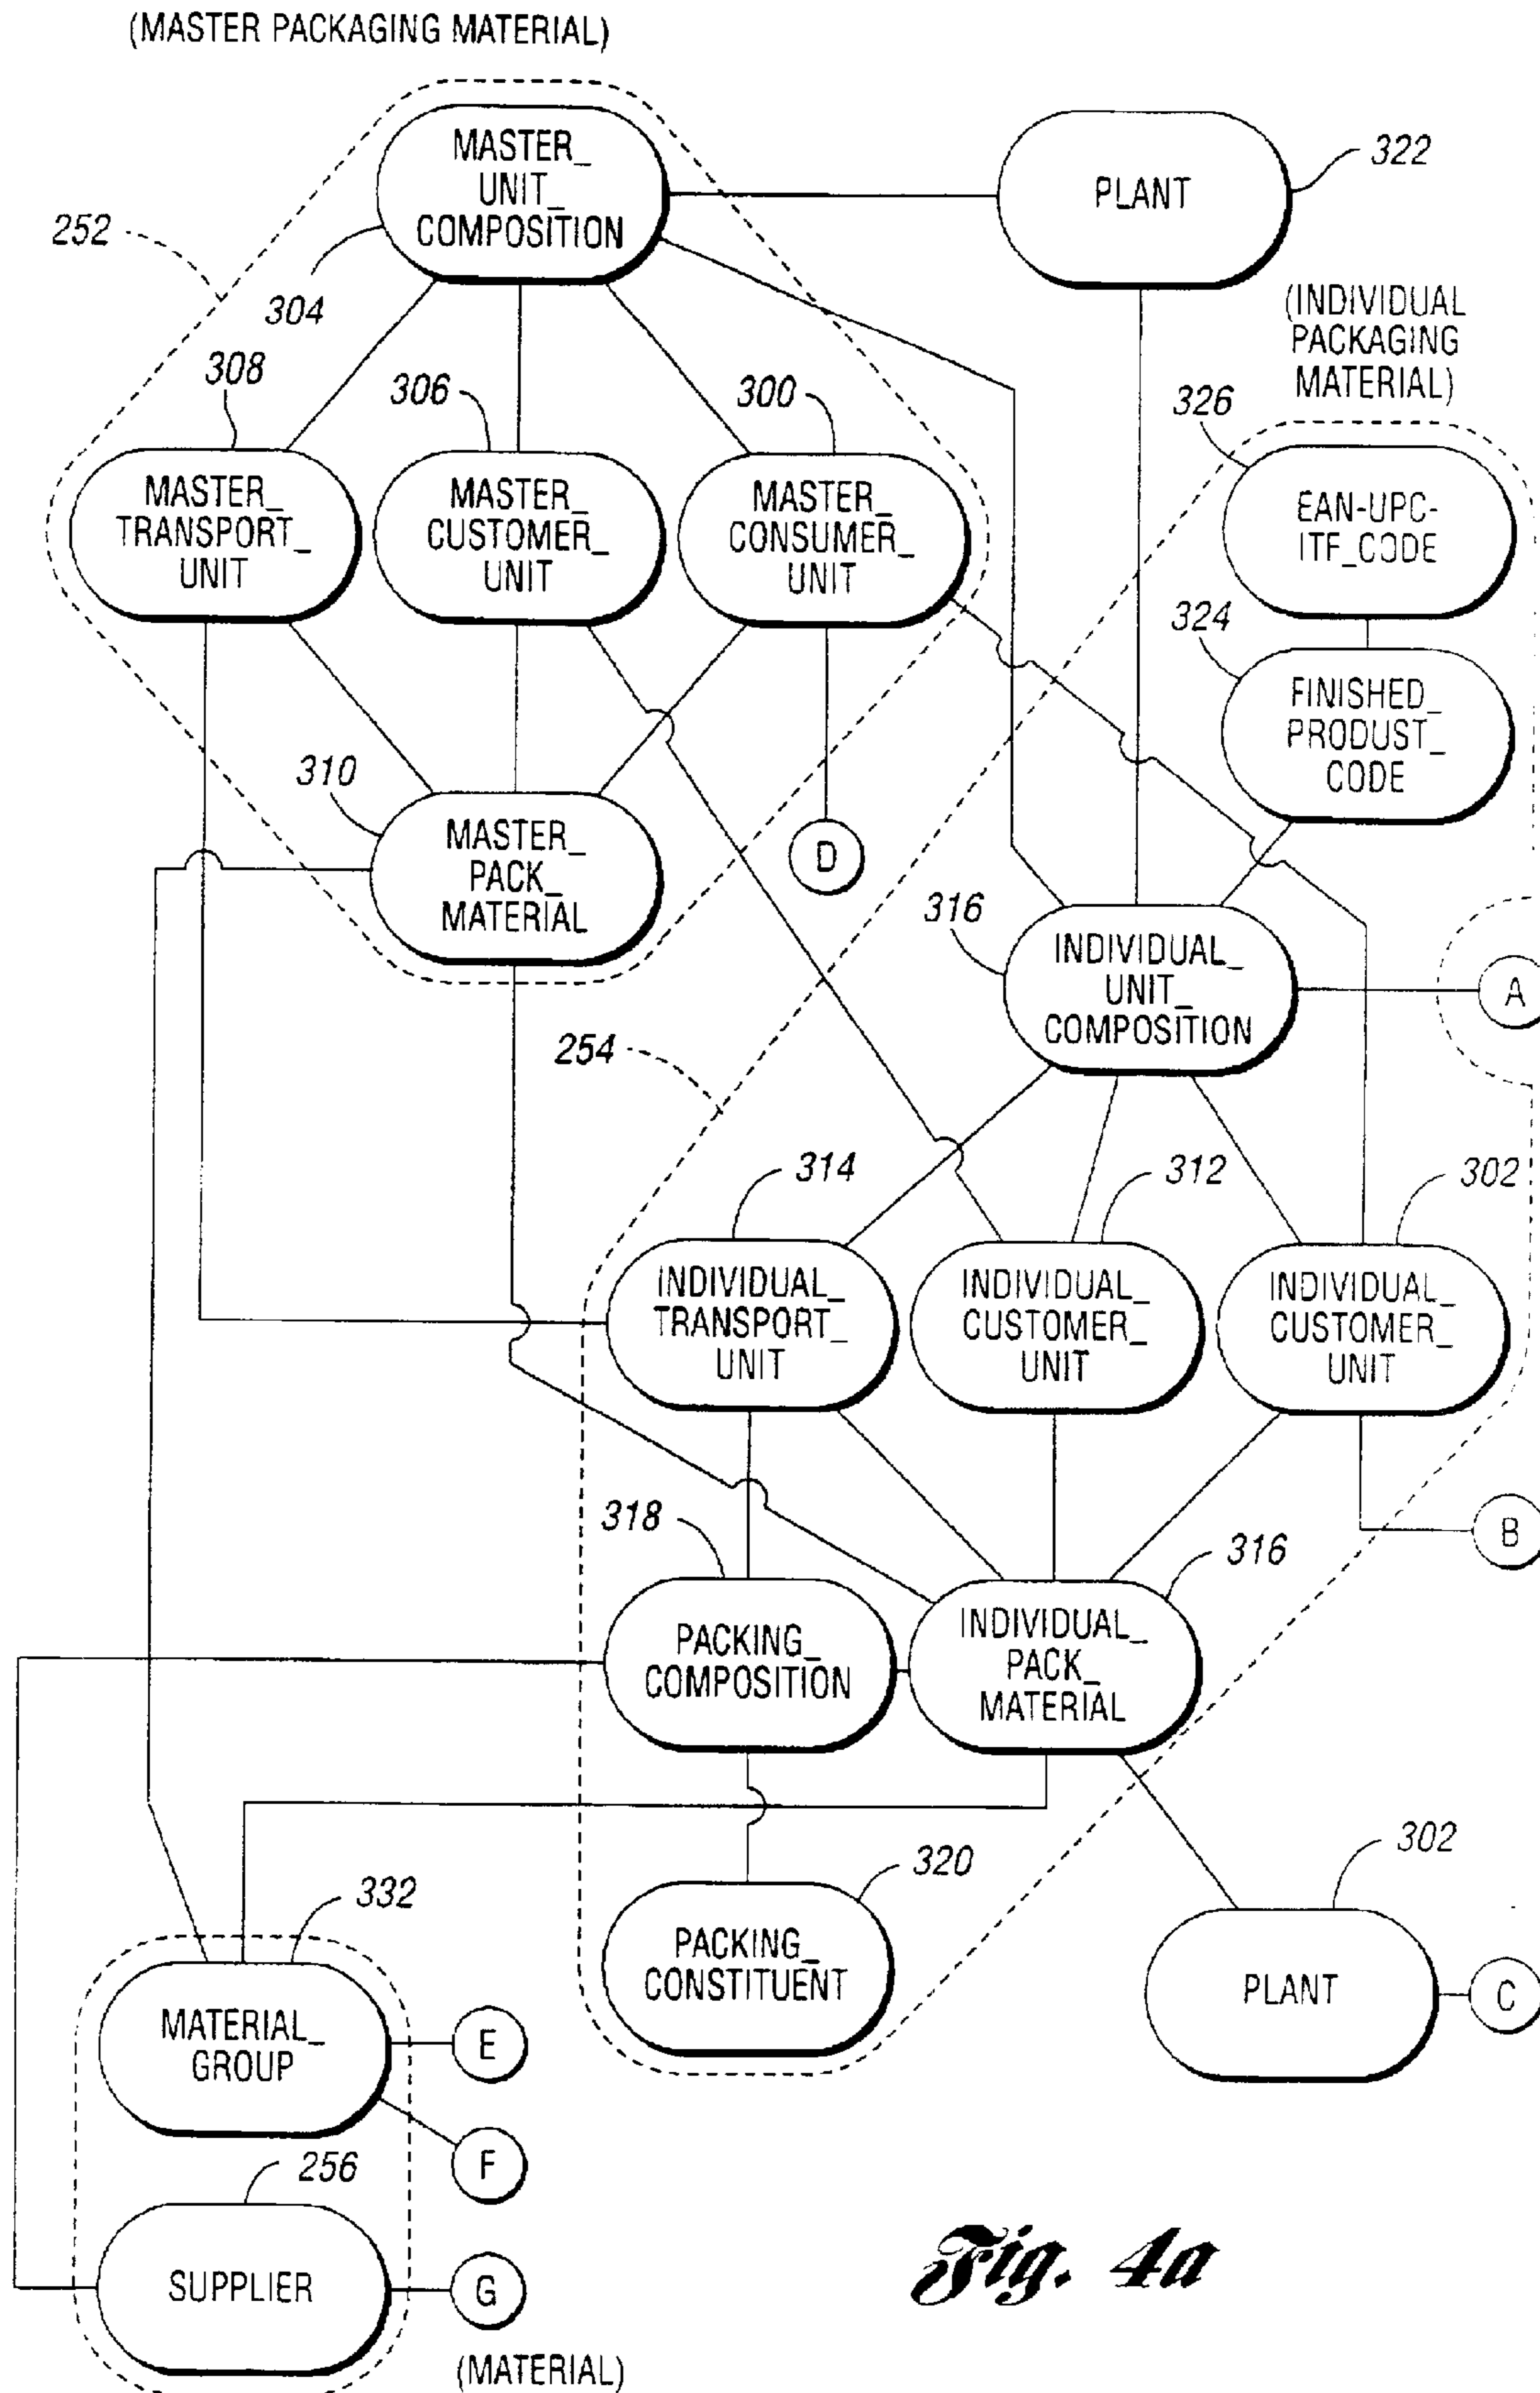 (MASTER PACKAGING MATERIAL)
MASTER_
UNIT_
COMPOSITION
PLANT
322
252
304
(INDIVIDUAL
PACKAGING
MATERIAL)
308
306
300
326
MASTER_
TRANSPORT_
UNIT
MASTER_
CUSTOMER_
UNIT
MASTER_
CONSUMER_
UNIT
EAN-UPC-
ITF_CODE
324
FINISHED_
PRODUST_
CODE
310
MASTER_
PACK_
MATERIAL
D
316
INDIVIDUAL_
UNIT_
COMPOSITION
A
254
314
312
302
INDIVIDUAL_
TRANSPORT_
UNIT
INDIVIDUAL_
CUSTOMER_
UNIT
INDIVIDUAL_
CUSTOMER_
UNIT
B
318
316
PACKING_
COMPOSITION
INDIVIDUAL_
PACK_
MATERIAL
320
302
332
PACKING_
CONSTITUENT
PLANT
C
MATERIAL_
GROUP
E
F
256
SUPPLIER
G
(MATERIAL)
Fig. 4a